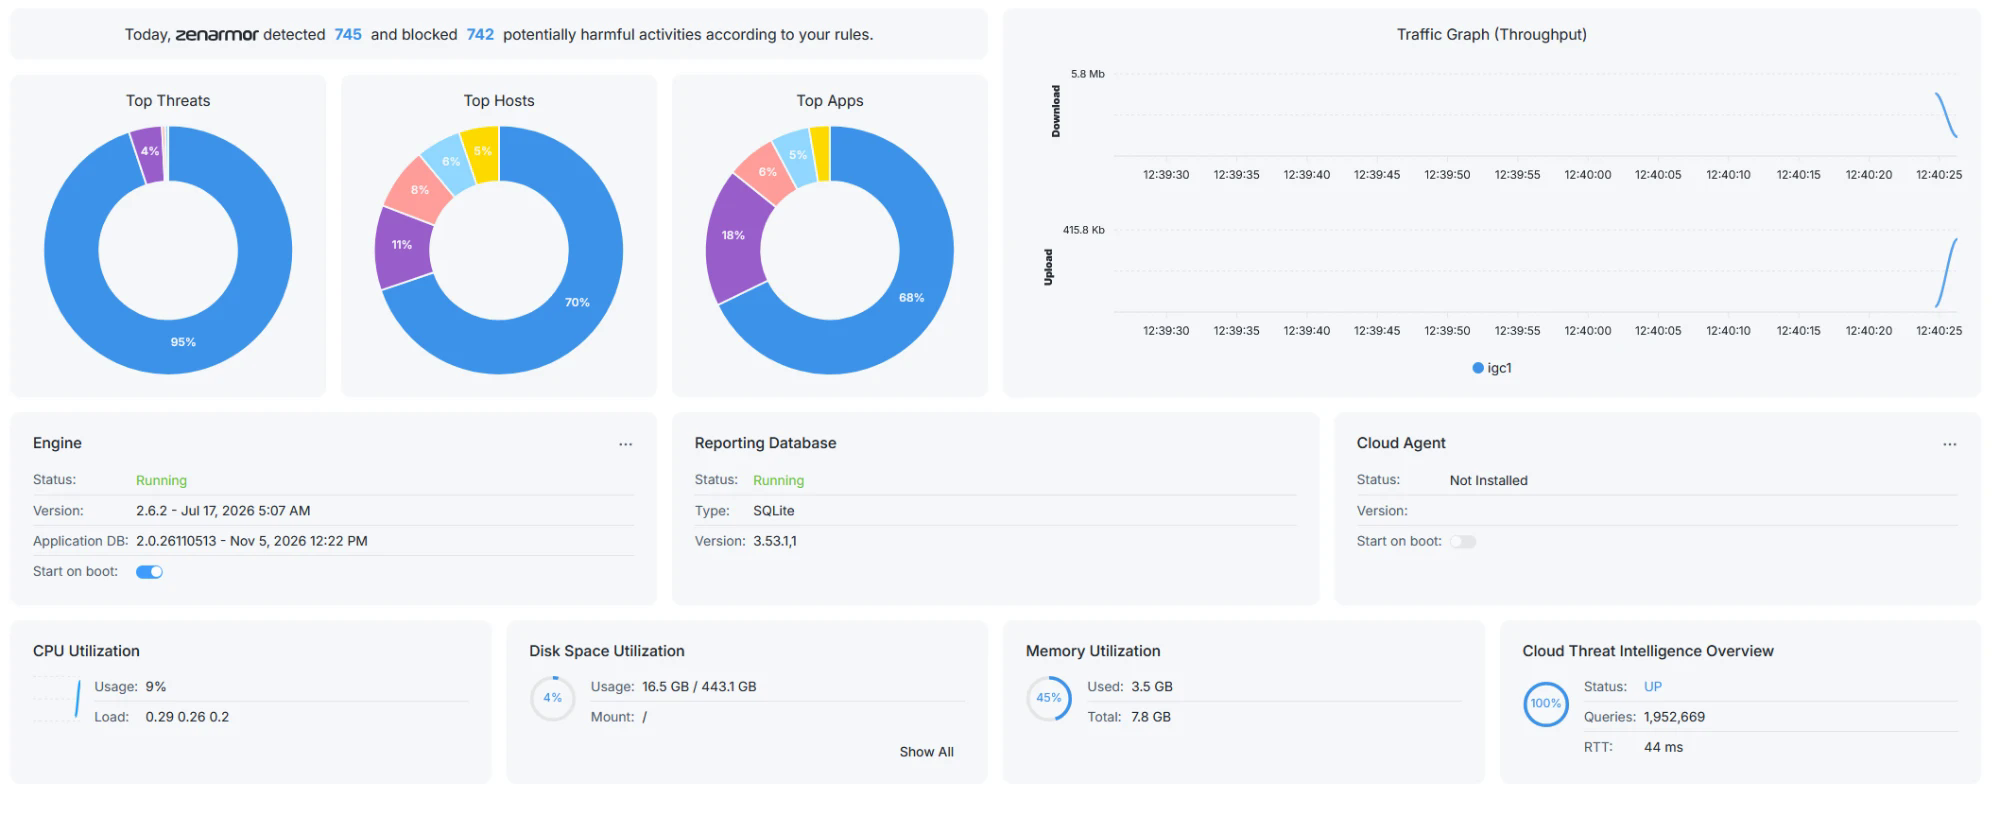 Today, zenarmor detected 745 and blocked 742 potentially harmful activities according to your rules.
Top Threats
4%
95%
Top Hosts
5%
6%
8%
11%
70%
Top Apps
5%
6%
18%
68%
Traffic Graph (Throughput)
5.8 Mb
Download
12:39:30 12:39:35 12:39:40 12:39:45 12:39:50 12:39:55 12:40:00 12:40:05 12:40:10 12:40:15 12:40:20 12:40:25
415.8 Kb
Upload
12:39:30 12:39:35 12:39:40 12:39:45 12:39:50 12:39:55 12:40:00 12:40:05 12:40:10 12:40:15 12:40:20 12:40:25
igc1
Engine ...
Status: Running
Version: 2.6.2 - Jul 17, 2026 5:07 AM
Application DB: 2.0.26110513 - Nov 5, 2026 12:22 PM
Start on boot:
Reporting Database
Status: Running
Type: SQLite
Version: 3.53.1,1
Cloud Agent ...
Status: Not Installed
Version:
Start on boot:
CPU Utilization
Usage: 9%
Load: 0.29 0.26 0.2
Disk Space Utilization
4%
Usage: 16.5 GB / 443.1 GB
Mount: /
Show All
Memory Utilization
45%
Used: 3.5 GB
Total: 7.8 GB
Cloud Threat Intelligence Overview
100%
Status: UP
Queries: 1,952,669
RTT: 44 ms